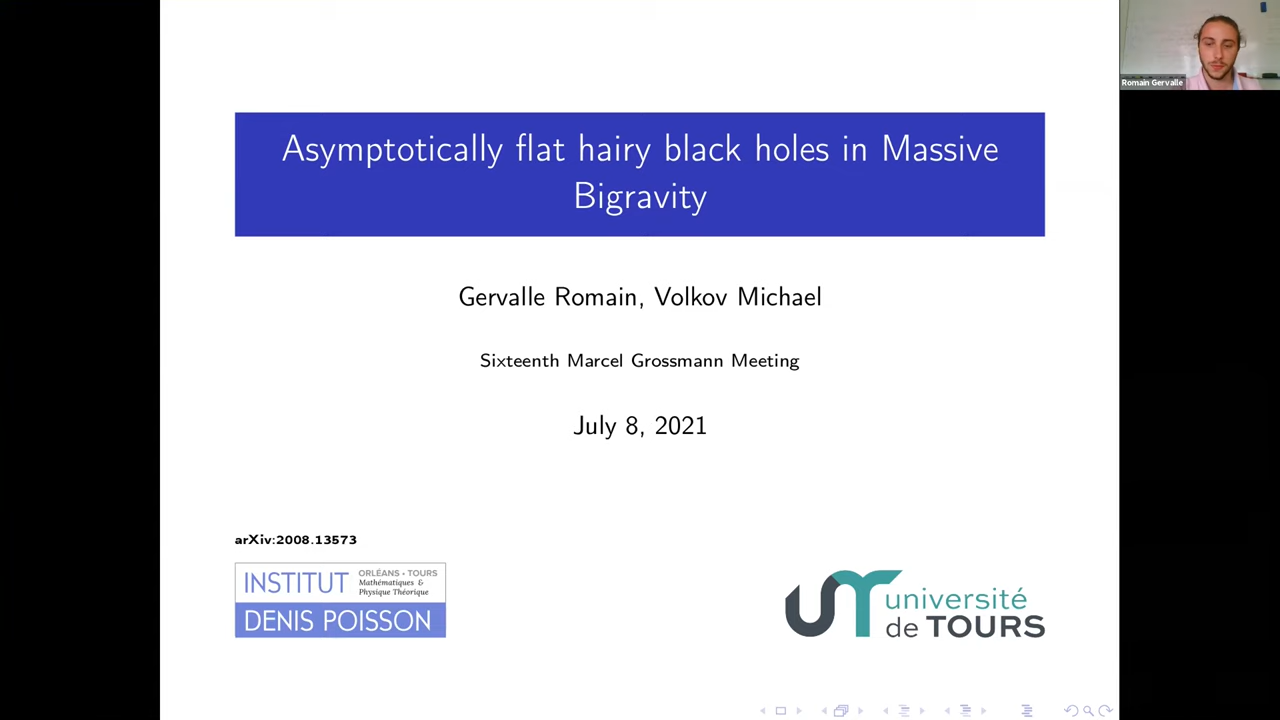 Romain Gervalle
Asymptotically flat hairy black holes in Massive
Bigravity
Gervalle Romain, Volkov Michael
Sixteenth Marcel Grossmann Meeting
July 8, 2021
arXiv:2008.13573
INSTITUT
ORLÉANS • TOURS
Mathématiques &
Physique Théorique
DENIS POISSON
université
de TOURS